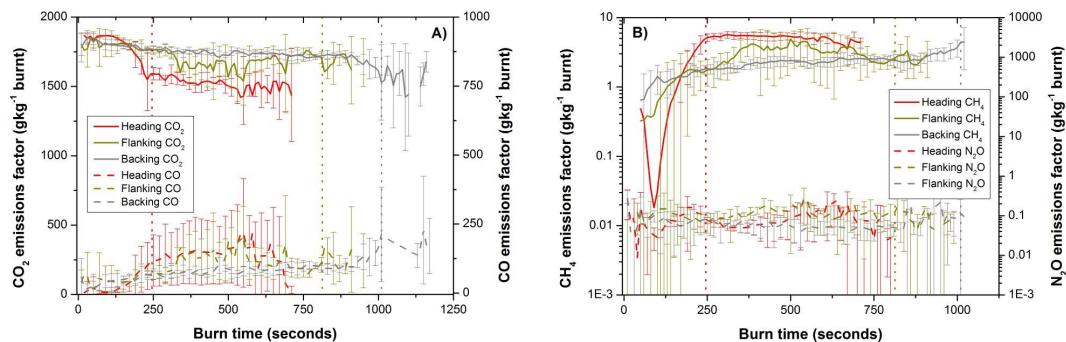 A)
CO2 emissions factor (gkg-1 burnt)
2000
1500
1000
500
0
Heading CO2
Flanking CO2
Backing CO2
Heading CO
Flanking CO
Backing CO
1000
750
500
250
0
CO emissions factor (gkg-1 burnt)
0 250 500 750 1000 1250
Burn time (seconds)
B)
CH4 emissions factor (gkg-1 burnt)
10
1
0.1
0.01
1E-3
Heading CH4
Flanking CH4
Backing CH4
Heading N2O
Flanking N2O
Flanking N2O
10000
1000
100
10
1
0.1
0.01
1E-3
N2O emissions factor (gkg-1 burnt)
0 250 500 750 1000
Burn time (seconds)